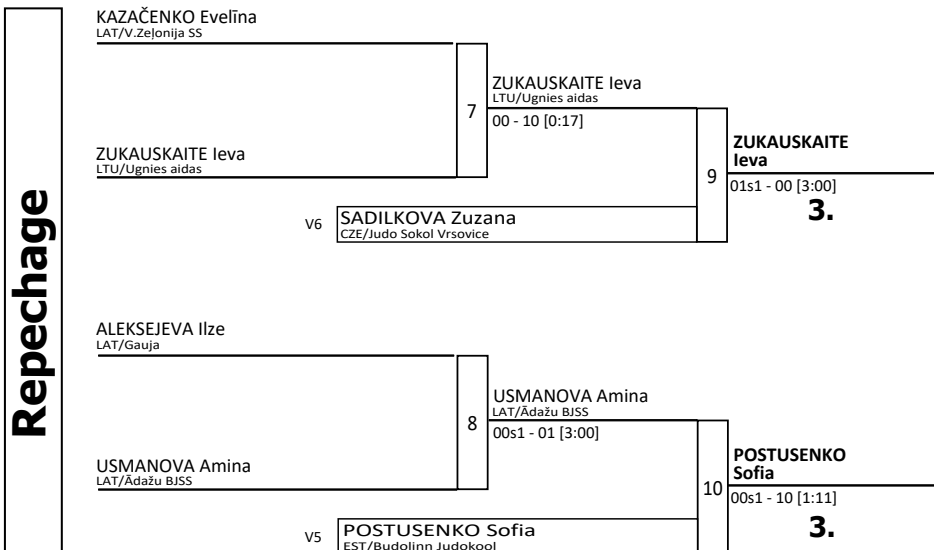 Repechage
KAZAČENKO Evelīna
LAT/V.Zeļonija SS
ZUKAUSKAITE Ieva
LTU/Ugnies aidas
7
ZUKAUSKAITE Ieva
LTU/Ugnies aidas
00 - 10 [0:17]
V6
SADILKOVA Zuzana
CZE/Judo Sokol Vrsovice
9
ZUKAUSKAITE
Ieva
01s1 - 00 [3:00]
3.
ALEKSEJEVA Ilze
LAT/Gauja
USMANOVA Amina
LAT/Ādažu BJSS
8
USMANOVA Amina
LAT/Ādažu BJSS
00s1 - 01 [3:00]
V5
POSTUSENKO Sofia
EST/Budolinn Judokool
10
POSTUSENKO
Sofia
00s1 - 10 [1:11]
3.